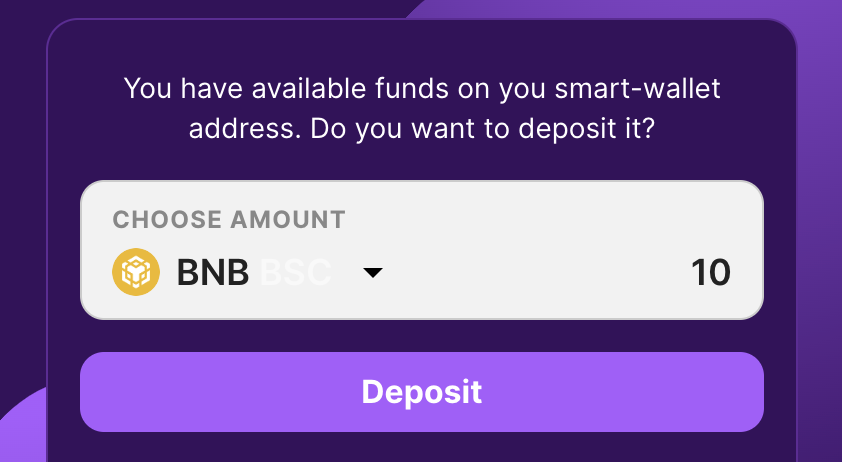 You have available funds on you smart-wallet
address. Do you want to deposit it?
CHOOSE AMOUNT
BNB BSC 10
Deposit